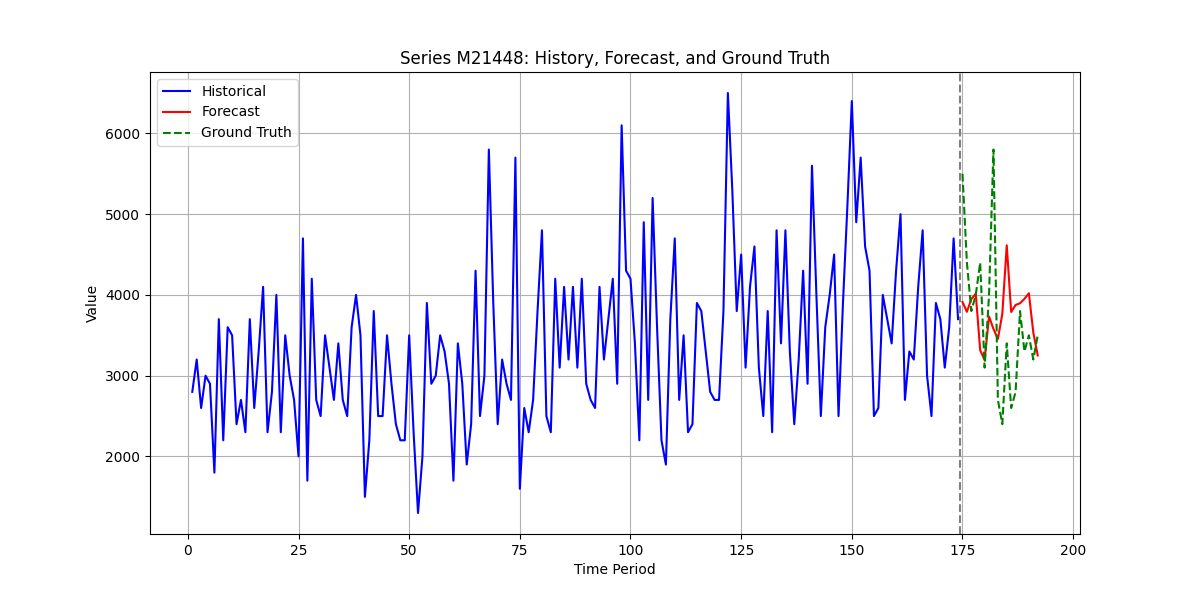 Series M21448: History, Forecast, and Ground Truth
Historical
Forecast
Ground Truth
6000
5000
4000
3000
2000
Value
0 25 50 75 100 125 150 175 200
Time Period